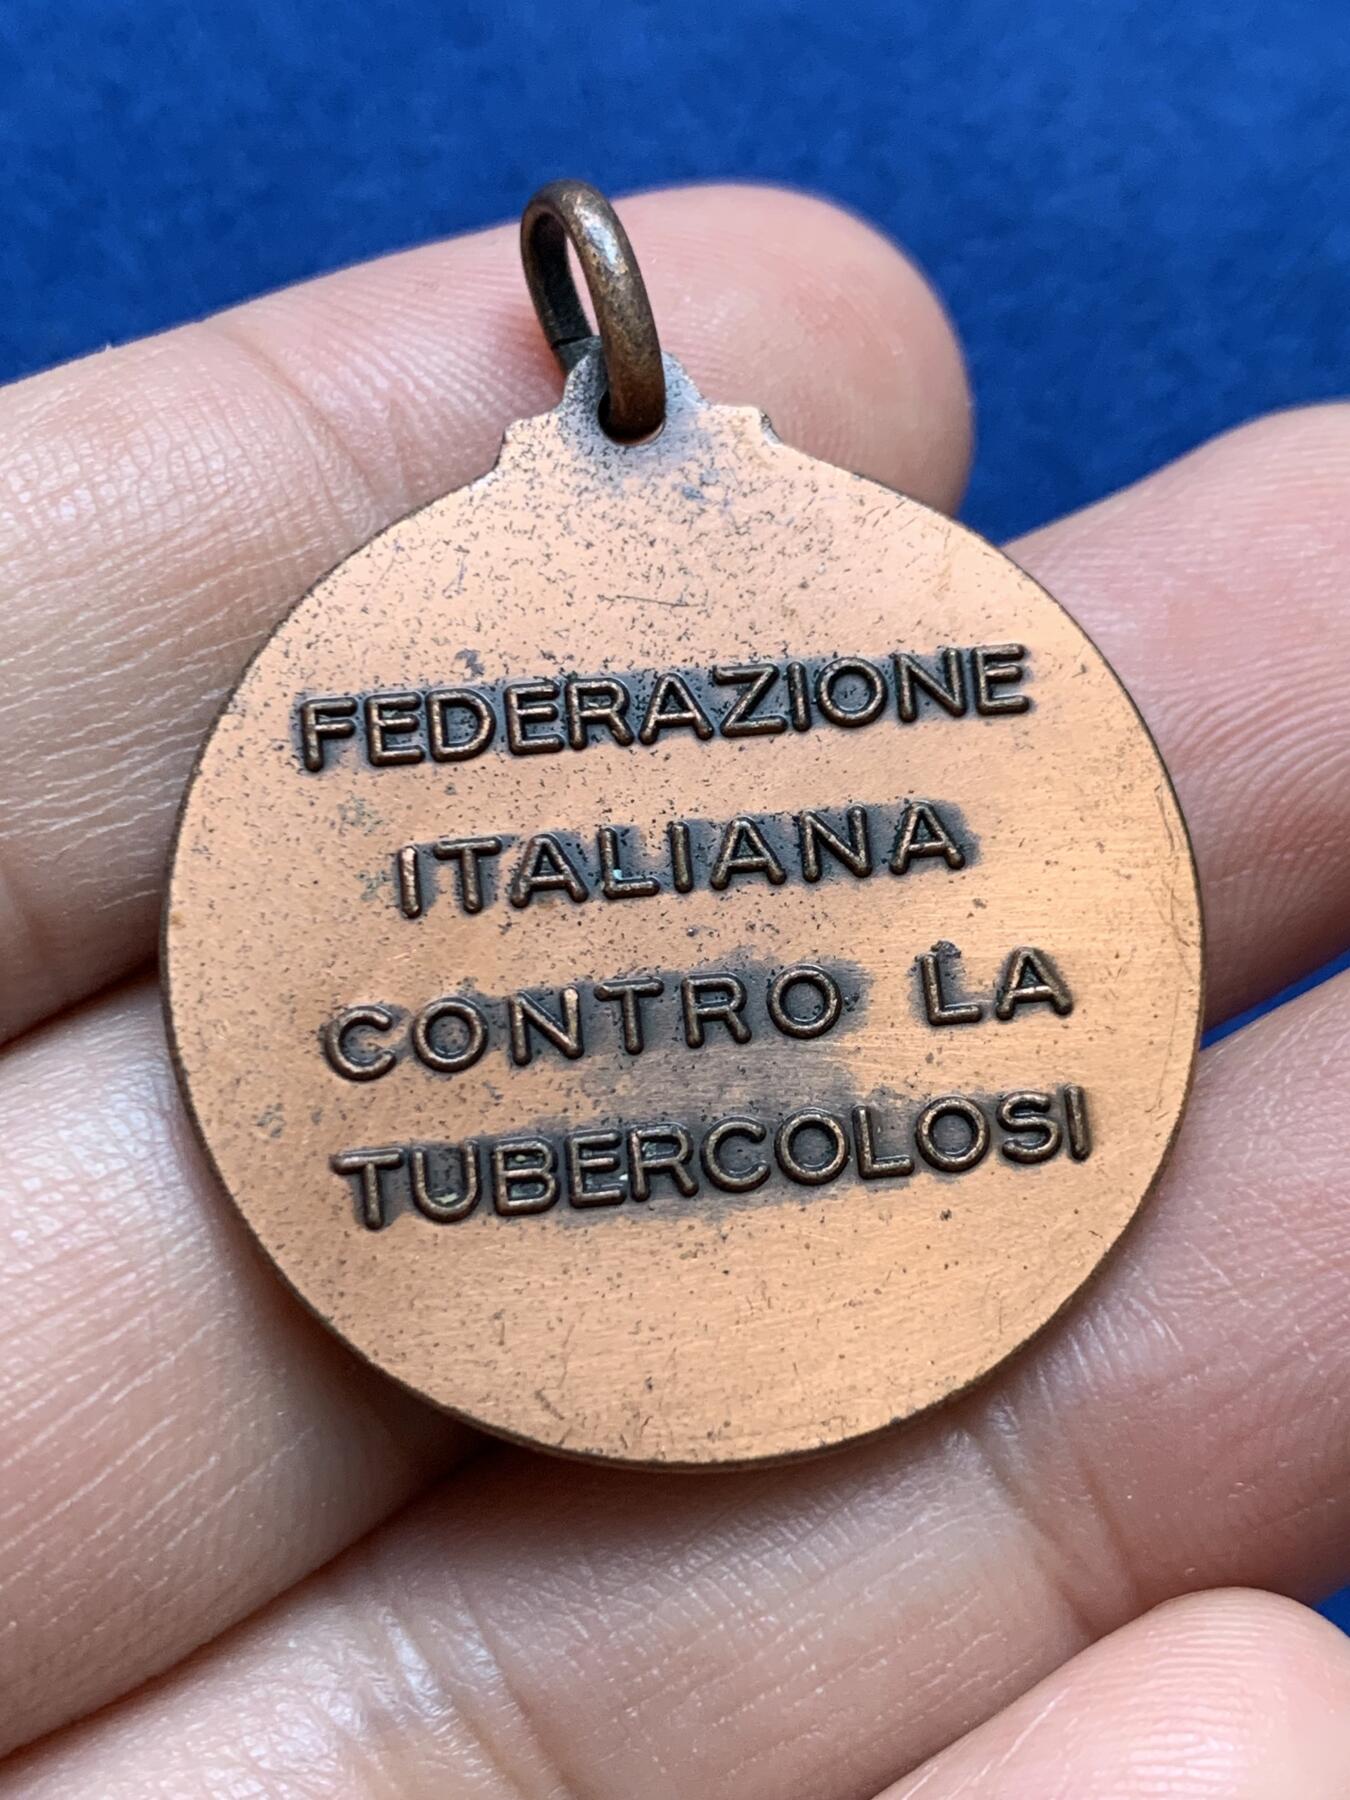 FEDERAZIONE
ITALIANA
CONTRO LA
TUBERCOLOSI